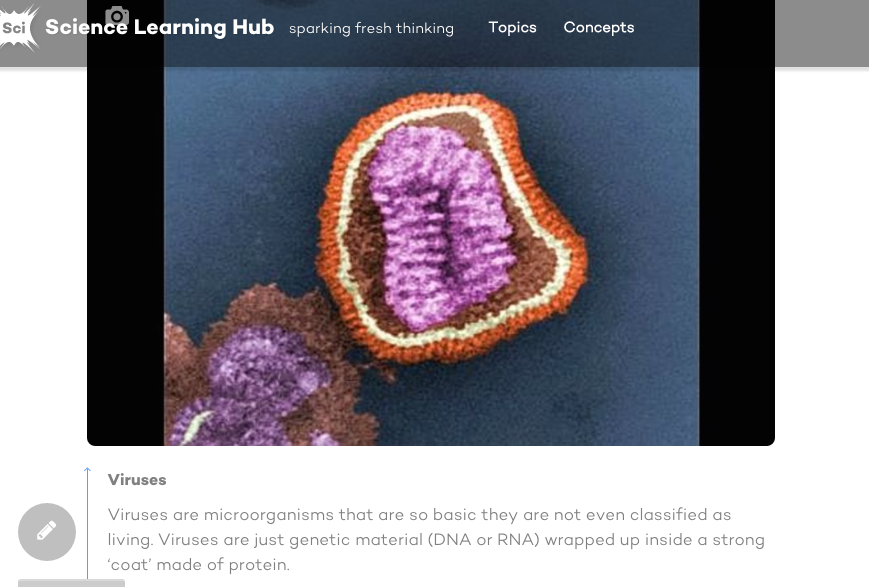 Sci Science Learning Hub sparking fresh thinking Topics Concepts
Viruses
Viruses are microorganisms that are so basic they are not even classified as
living. Viruses are just genetic material (DNA or RNA) wrapped up inside a strong
‘coat’ made of protein.